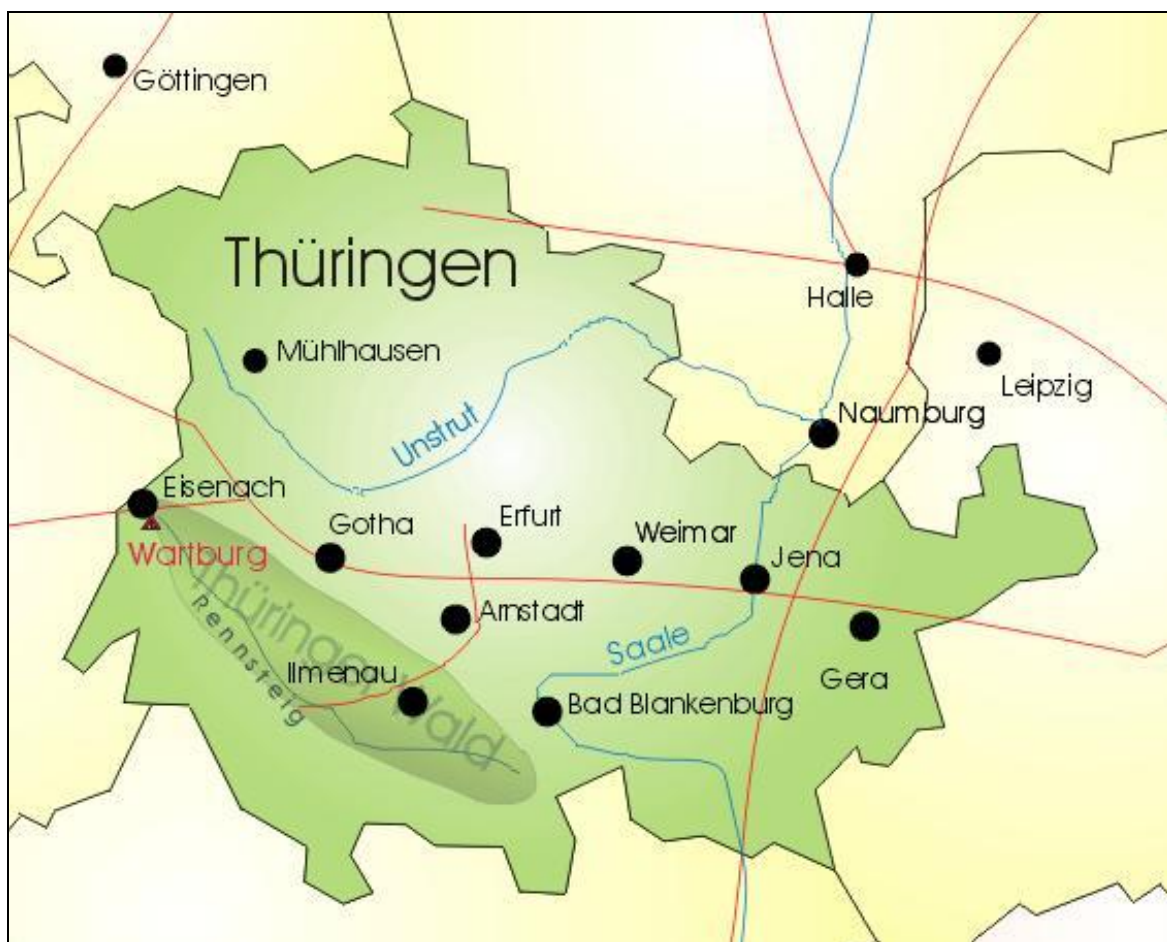 Göttingen
Thüringen
Halle
Mühlhausen
Leipzig
Unstrut
Naumburg
Eisenach
Erfurt
Gotha
Weimar
Wartburg
Jena
Thüringer Wald
Rennsteig
Arnstadt
Saale
Ilmenau
Gera
Bad Blankenburg